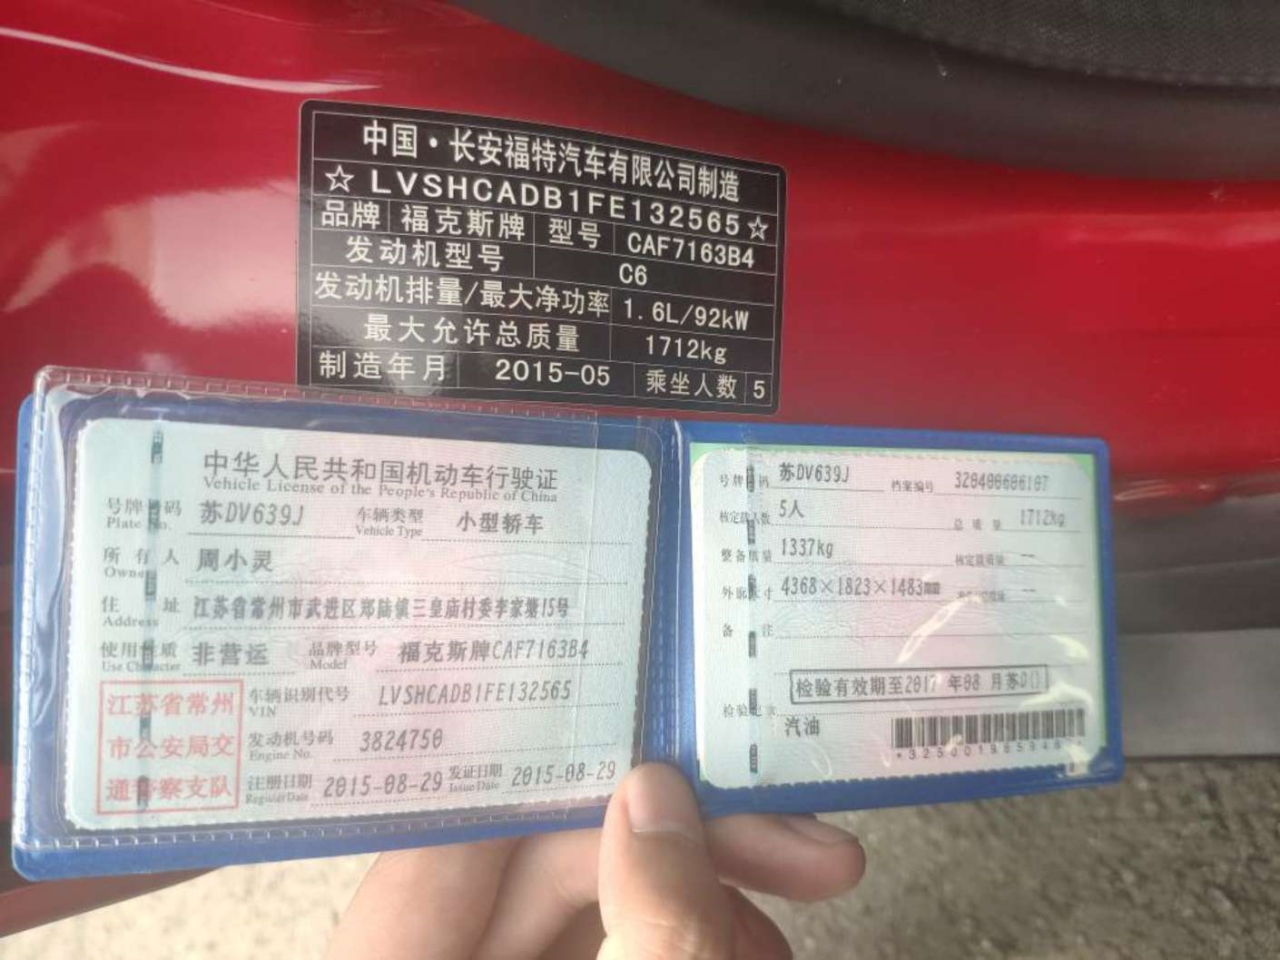 中国·长安福特汽车有限公司制造
☆LVSHCADB1FE132565☆
品牌 福克斯牌 型号 CAF7163B4
发动机型号 C6
发动机排量/最大净功率 1.6L/92kW
最大允许总质量 1712kg
制造年月 2015-05 乘坐人数 5
中华人民共和国机动车行驶证
Vehicle License of the People's Republic of China
号牌号码 苏DV639J 车辆类型 小型轿车
Plate No. Vehicle Type
所有人 周小灵
Owner
住址 江苏省常州市武进区郑陆镇三皇庙村委李家塘15号
Address
使用性质 非营运 品牌型号 福克斯牌CAF7163B4
Use Character Model
江苏省常州
市公安局交
通警察支队
车辆识别代号 LVSHCADB1FE132565
VIN
发动机号码 3824750
Engine No.
注册日期 2015-08-29 发证日期 2015-08-29
Register Date Issue Date
号牌号码 苏DV639J 档案编号 320400606107
核定载人数 5人 总质量 1712kg
整备质量 1337kg 核定载质量 --
外廓尺寸 4368×1823×1483mm --
备注
检验有效期至2017年08月苏D()
检验记录
汽油